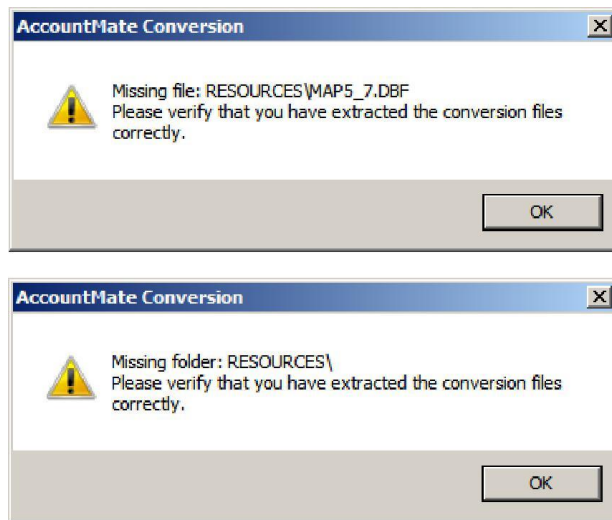 AccountMate Conversion
Missing file: RESOURCES\MAP5_7.DBF
Please verify that you have extracted the conversion files
correctly.
OK
AccountMate Conversion
Missing folder: RESOURCES\
Please verify that you have extracted the conversion files
correctly.
OK